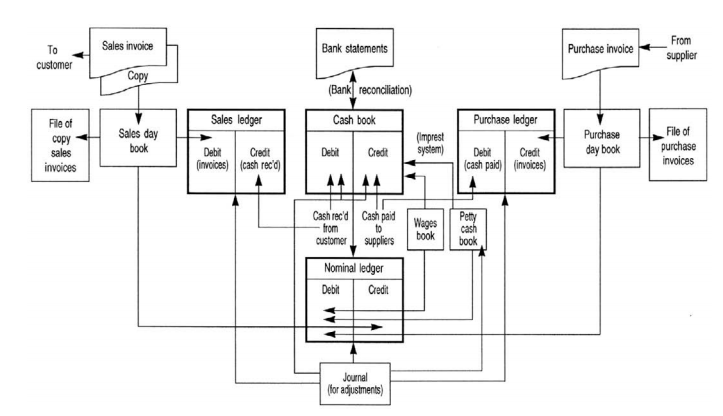 To
customer
Sales invoice
Copy
Bank statements
Purchase invoice
From
supplier
(Bank reconciliation)
File of
copy
sales
invoices
Sales day
book
Sales ledger
Debit
(invoices)
Credit
(cash rec'd)
Cash book
Debit
Credit
(Imprest
system)
Purchase ledger
Debit
(cash paid)
Credit
(invoices)
Purchase
day book
File of
purchase
invoices
Cash rec'd
from
customer
Cash paid
to
suppliers
Wages
book
Petty
cash
book
Nominal ledger
Debit
Credit
Journal
(for adjustments)